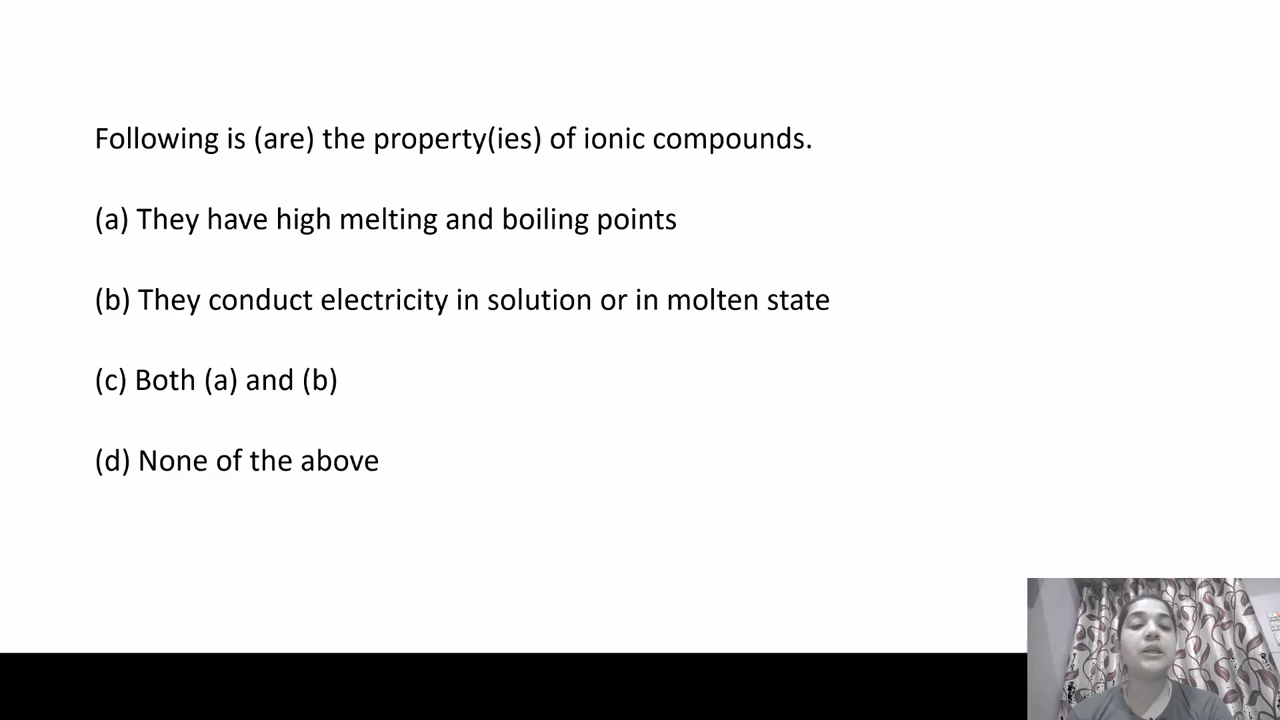 Following is (are) the property(ies) of ionic compounds.
(a) They have high melting and boiling points
(b) They conduct electricity in solution or in molten state
(c) Both (a) and (b)
(d) None of the above